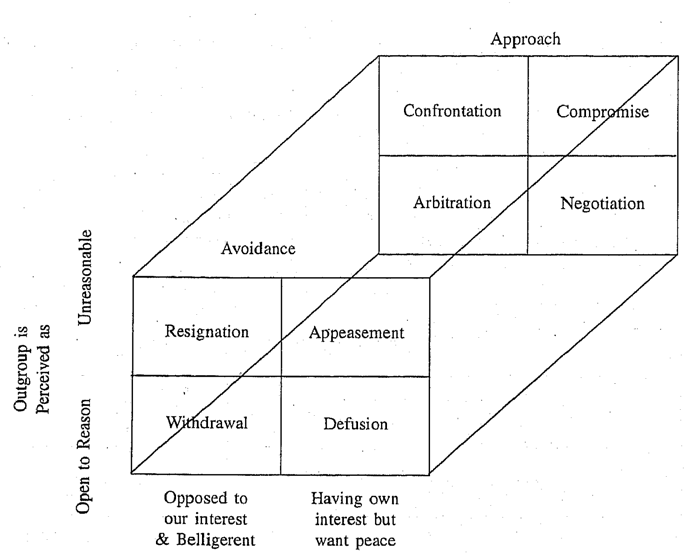 Approach
Confrontation
Compromise
Arbitration
Negotiation
Avoidance
Resignation
Appeasement
Withdrawal
Defusion
Outgroup is
Perceived as
Unreasonable
Open to Reason
Opposed to
our interest
& Belligerent
Having own
interest but
want peace